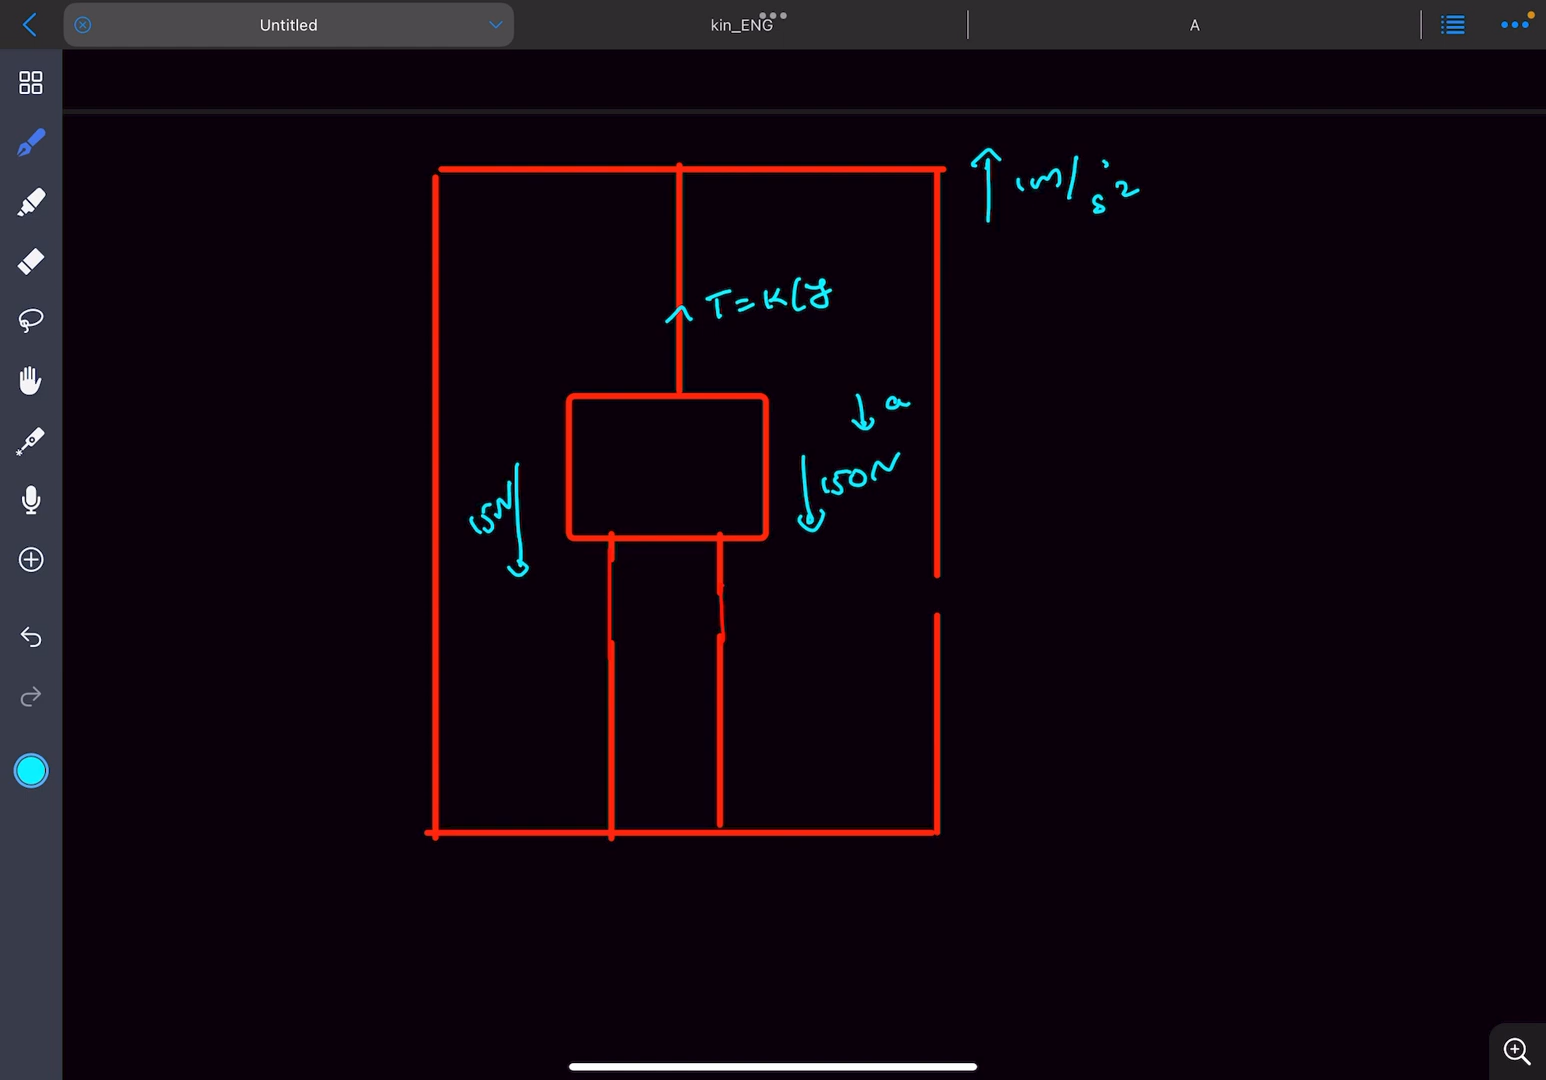 Untitled
kin_ENG
A
1m/s²
T=K(y
a
15N
150N